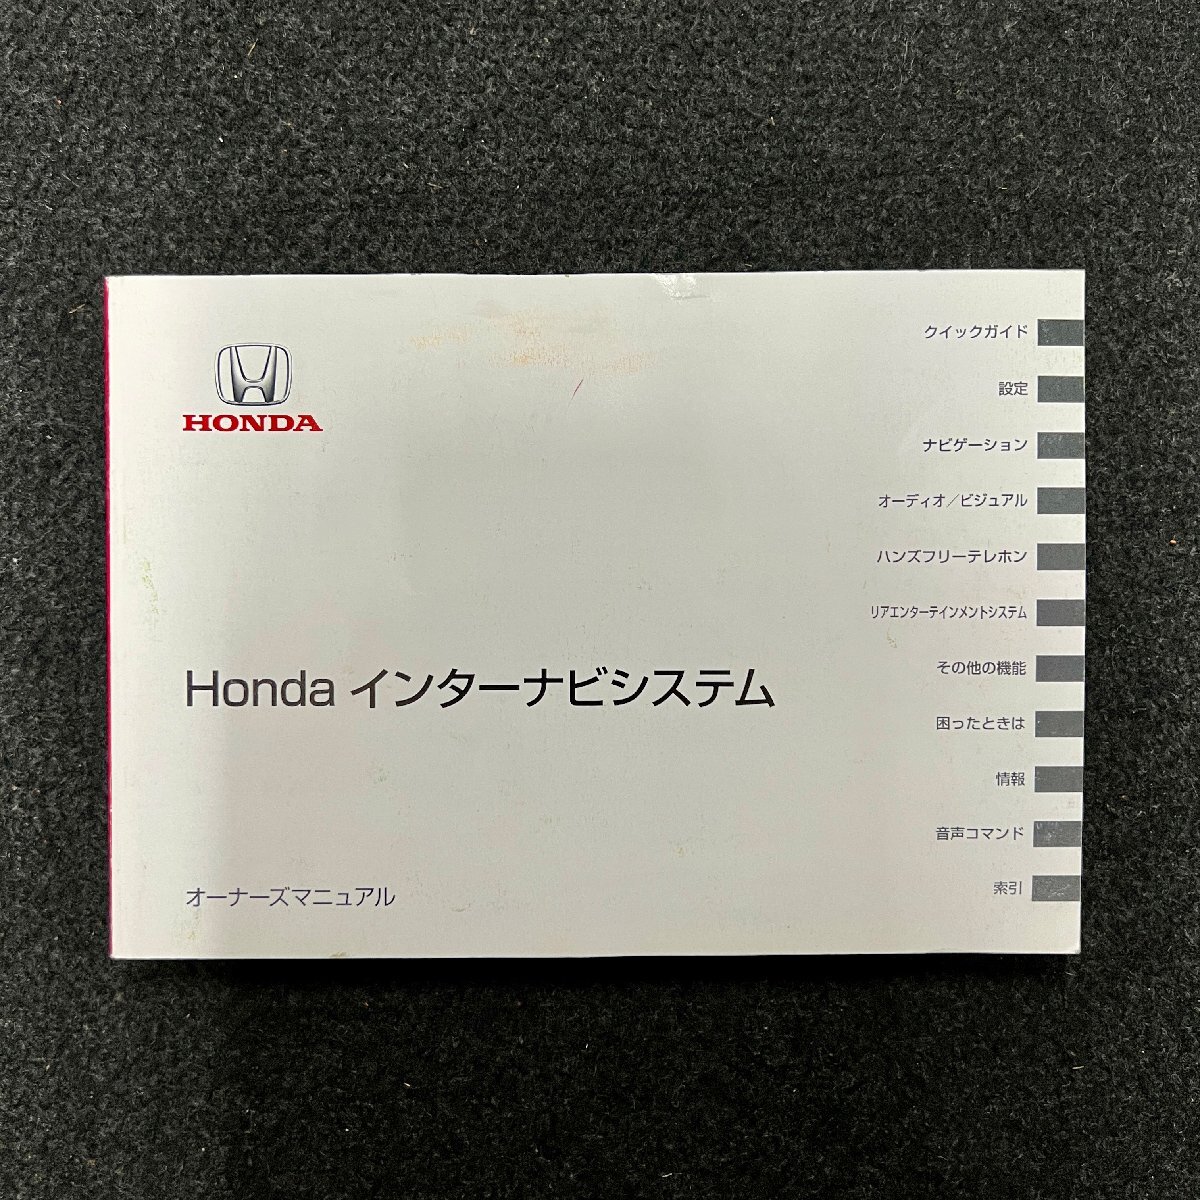 HONDA
Honda インターナビシステム
オーナーズマニュアル
クイックガイド
設定
ナビゲーション
オーディオ／ビジュアル
ハンズフリーテレホン
リアエンターテインメントシステム
その他の機能
困ったときは
情報
音声コマンド
索引